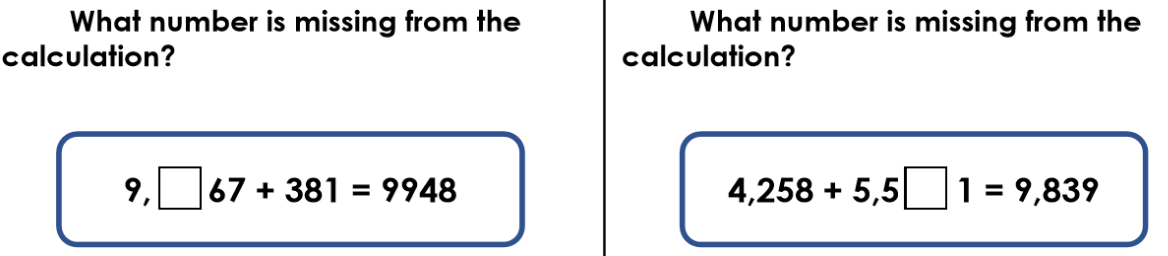 What number is missing from the
calculation?
9, 67 + 381 = 9948
What number is missing from the
calculation?
4,258 + 5,5 1 = 9,839